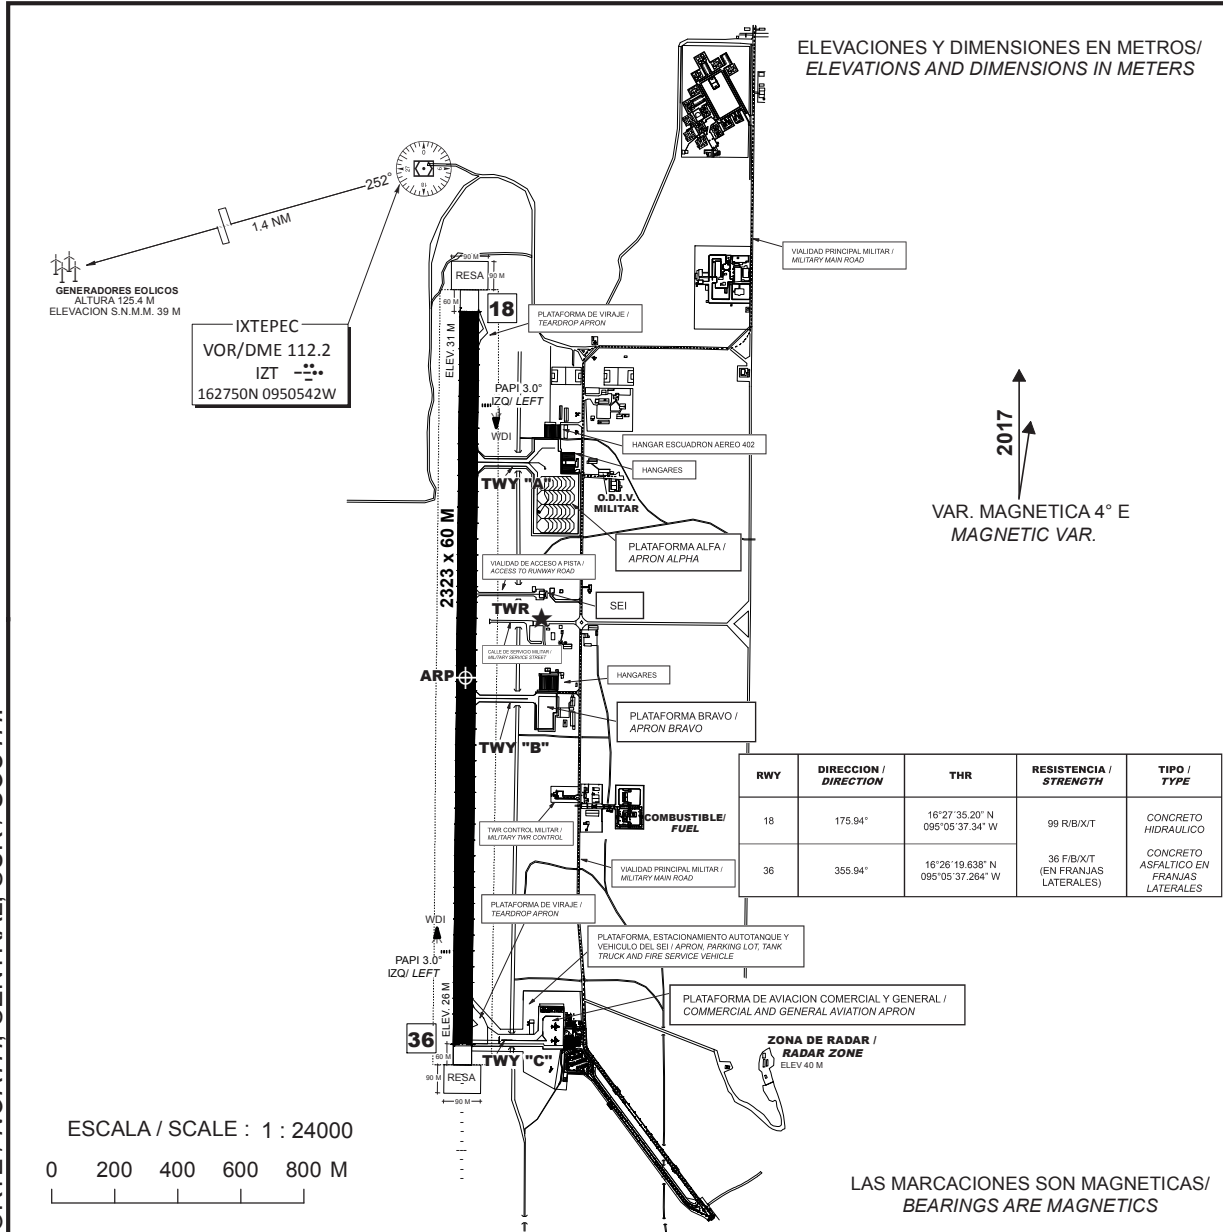 ELEVACIONES Y DIMENSIONES EN METROS/
ELEVATIONS AND DIMENSIONS IN METERS
0
9
18
27
252°
1.4 NM
GENERADORES EOLICOS
ALTURA 125.4 M
ELEVACION S.N.M.M. 39 M
IXTEPEC
VOR/DME 112.2
IZT
162750N 0950542W
VIALIDAD PRINCIPAL MILITAR /
MILITARY MAIN ROAD
90 M
RESA
90 M
60 M
18
PLATAFORMA DE VIRAJE /
TEARDROP APRON
ELEV. 31 M
PAPI 3.0°
IZQ/ LEFT
WDI
HANGAR ESCUADRON AEREO 402
HANGARES
TWY "A"
O.D.I.V.
MILITAR
2017
VAR. MAGNETICA 4° E
MAGNETIC VAR.
PLATAFORMA ALFA /
APRON ALPHA
2323 x 60 M
VIALIDAD DE ACCESO A PISTA /
ACCESS TO RUNWAY ROAD
SEI
TWR
CALLE DE SERVICIO MILITAR /
MILITARY SERVICE STREET
ARP
HANGARES
PLATAFORMA BRAVO /
APRON BRAVO
TWY "B"
RWY
DIRECCION /
DIRECTION
THR
RESISTENCIA /
STRENGTH
TIPO /
TYPE
18
175.94°
16°27´35.20" N
095°05´37.34" W
99 R/B/X/T
CONCRETO
HIDRAULICO
36
355.94°
16°26´19.638" N
095°05´37.264" W
36 F/B/X/T
(EN FRANJAS
LATERALES)
CONCRETO
ASFALTICO EN
FRANJAS
LATERALES
COMBUSTIBLE/
FUEL
TWR CONTROL MILITAR /
MILITARY TWR CONTROL
VIALIDAD PRINCIPAL MILITAR /
MILITARY MAIN ROAD
PLATAFORMA DE VIRAJE /
TEARDROP APRON
WDI
PLATAFORMA, ESTACIONAMIENTO AUTOTANQUE Y
VEHICULO DEL SEI / APRON, PARKING LOT, TANK
TRUCK AND FIRE SERVICE VEHICLE
PAPI 3.0°
IZQ/ LEFT
ELEV. 26 M
PLATAFORMA DE AVIACION COMERCIAL Y GENERAL /
COMMERCIAL AND GENERAL AVIATION APRON
36
TWY "C"
60 M
90 M
RESA
90 M
ZONA DE RADAR /
RADAR ZONE
ELEV 40 M
ESCALA / SCALE : 1 : 24000
0 200 400 600 800 M
LAS MARCACIONES SON MAGNETICAS/
BEARINGS ARE MAGNETICS